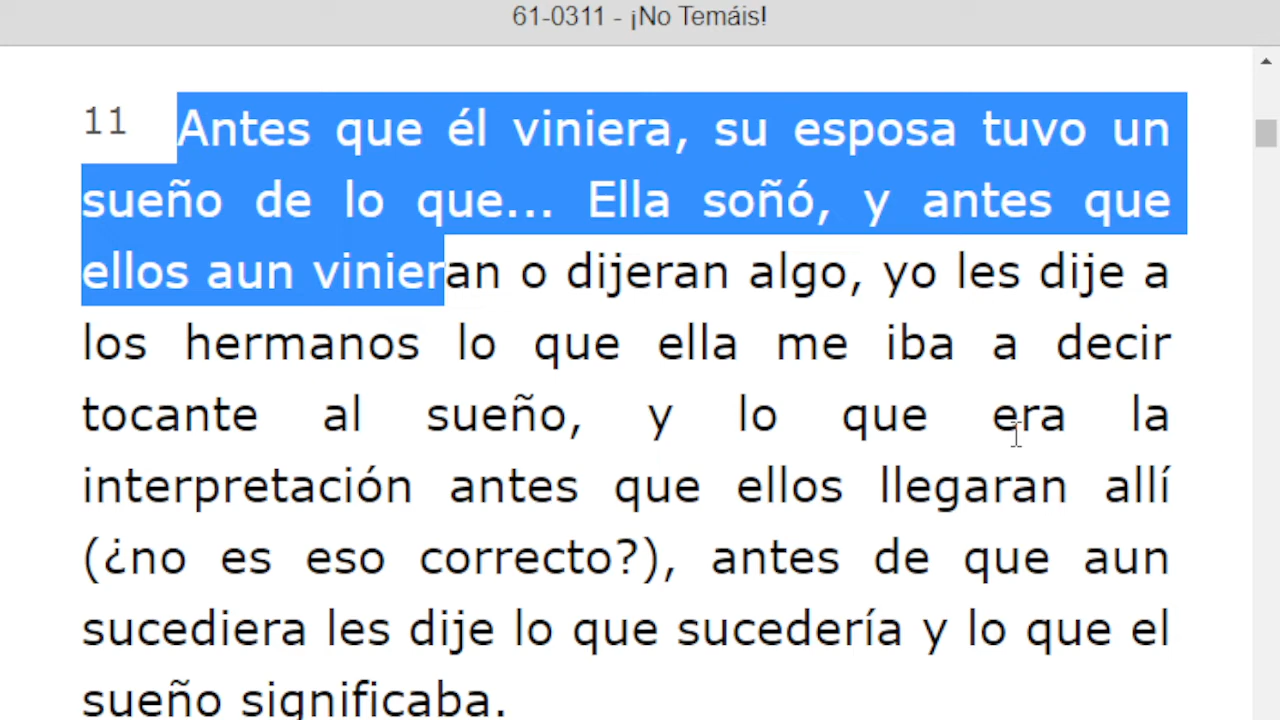 61-0311 - ¡No Temáis!
11 Antes que él viniera, su esposa tuvo un
sueño de lo que... Ella soñó, y antes que
ellos aun vinieran o dijeran algo, yo les dije a
los hermanos lo que ella me iba a decir
tocante al sueño, y lo que era la
interpretación antes que ellos llegaran allí
(¿no es eso correcto?), antes de que aun
sucediera les dije lo que sucedería y lo que el
sueño significaba.